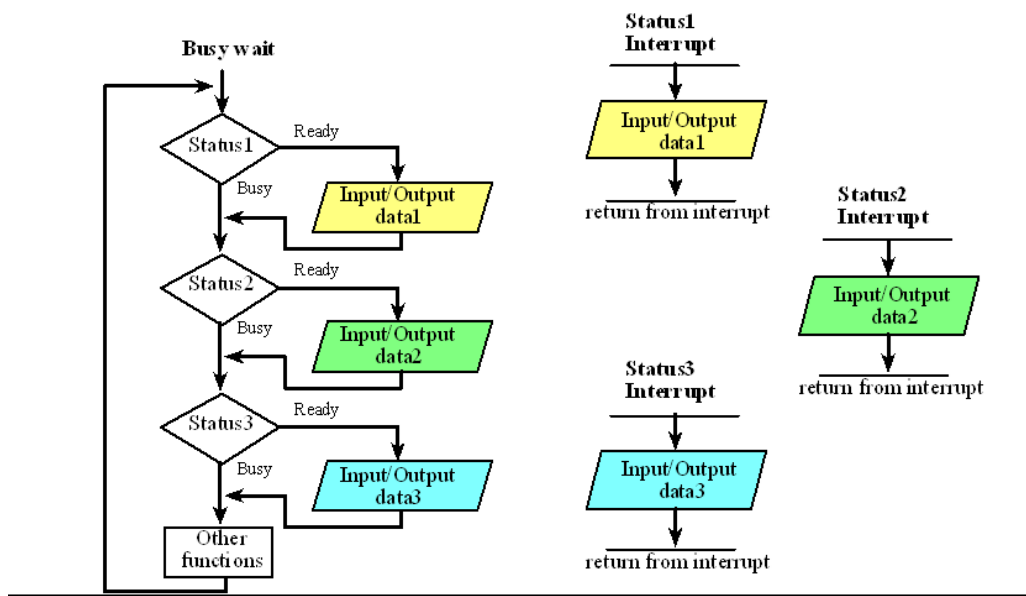 Busy wait
Status1
Ready
Busy
Input/Output
data1
Status2
Ready
Busy
Input/Output
data2
Status3
Ready
Busy
Input/Output
data3
Other
functions
Status1
Interrupt
Input/Output
data1
return from interrupt
Status2
Interrupt
Input/Output
data2
return from interrupt
Status3
Interrupt
Input/Output
data3
return from interrupt